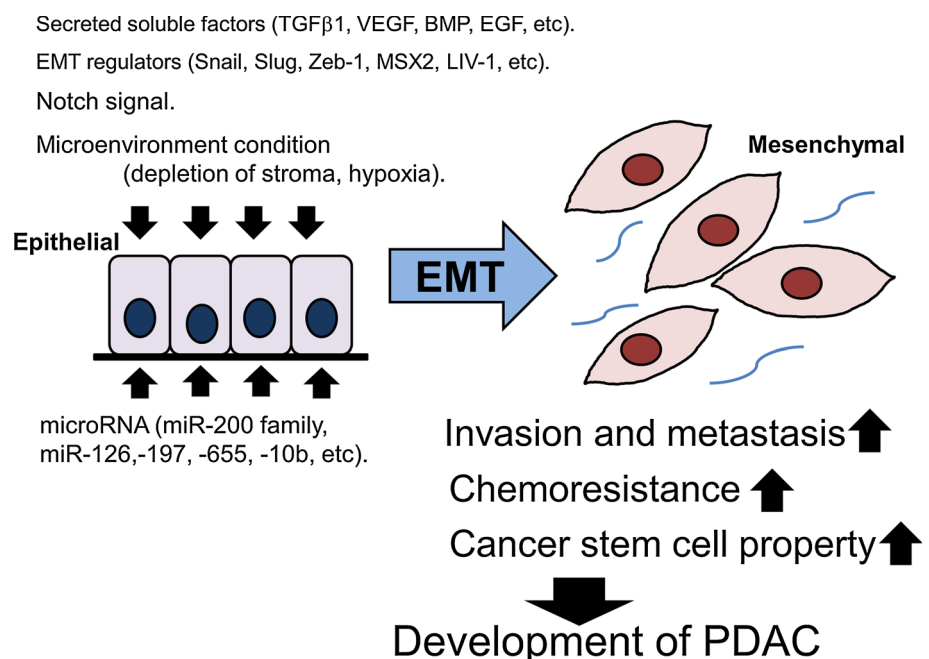 Secreted soluble factors (TGFβ1, VEGF, BMP, EGF, etc).
EMT regulators (Snail, Slug, Zeb-1, MSX2, LIV-1, etc).
Notch signal.
Microenvironment condition
(depletion of stroma, hypoxia).
Mesenchymal
Epithelial
EMT
microRNA (miR-200 family,
miR-126,-197, -655, -10b, etc).
Invasion and metastasis
Chemoresistance
Cancer stem cell property
Development of PDAC